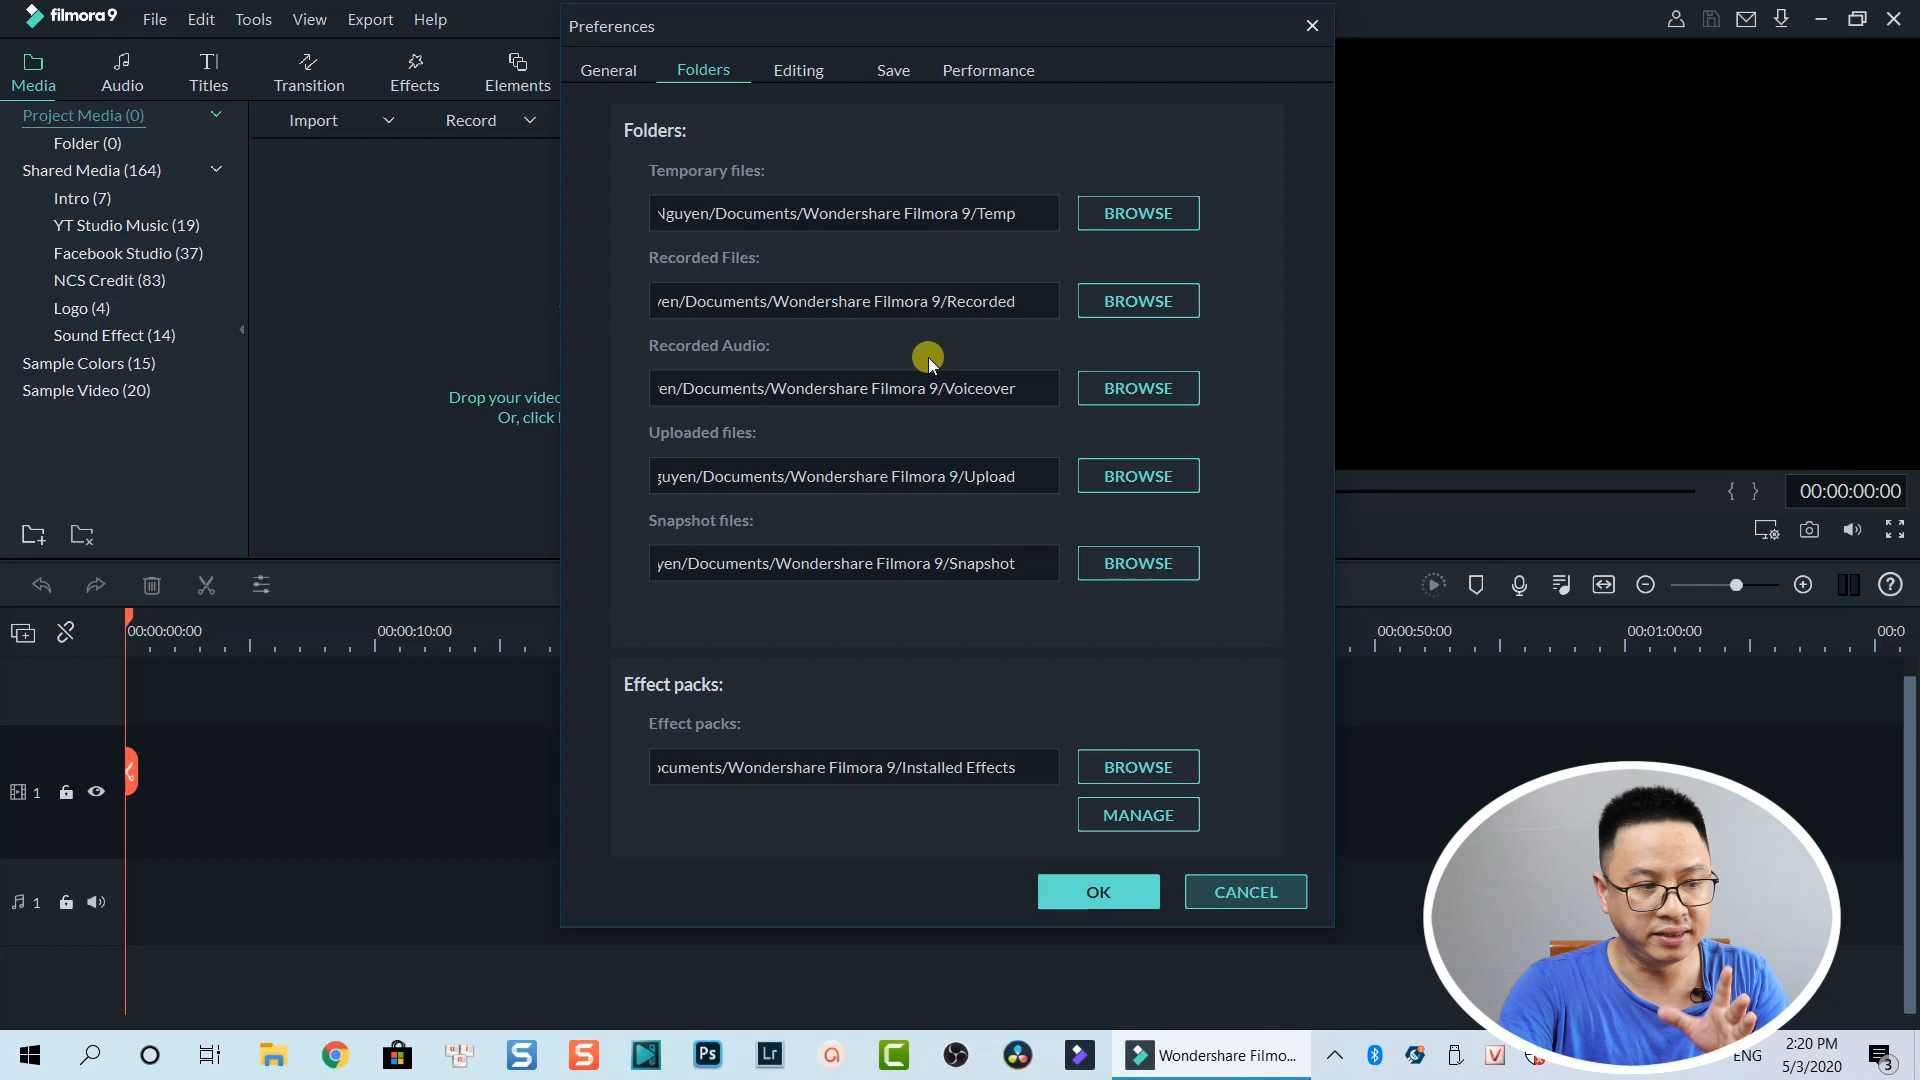 filmora9 File Edit Tools View Export Help
Preferences
Media Audio Titles Transition Effects Elements
General Folders Editing Save Performance
Project Media (0)
Folder (0)
Shared Media (164)
Intro (7)
YT Studio Music (19)
Facebook Studio (37)
NCS Credit (83)
Logo (4)
Sound Effect (14)
Sample Colors (15)
Sample Video (20)
Import Record
Drop your video
Or, click
Folders:
Temporary files:
Nguyen/Documents/Wondershare Filmora 9/Temp BROWSE
Recorded Files:
yen/Documents/Wondershare Filmora 9/Recorded BROWSE
Recorded Audio:
en/Documents/Wondershare Filmora 9/Voiceover BROWSE
Uploaded files:
guyen/Documents/Wondershare Filmora 9/Upload BROWSE
Snapshot files:
yen/Documents/Wondershare Filmora 9/Snapshot BROWSE
Effect packs:
Effect packs:
ocuments/Wondershare Filmora 9/Installed Effects BROWSE
MANAGE
OK CANCEL
{ } 00:00:00:00
00:00:00:00 00:00:10:00 00:00:50:00 00:01:00:00 00:0
1
1
Ps Lr Wondershare Filmo... ENG
2:20 PM
5/3/2020
3